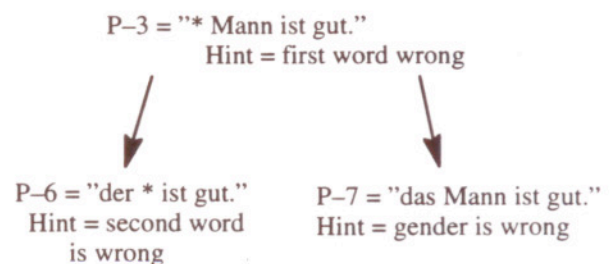 P–3 = "* Mann ist gut."
Hint = first word wrong
P–6 = "der * ist gut."
Hint = second word
is wrong
P–7 = "das Mann ist gut."
Hint = gender is wrong